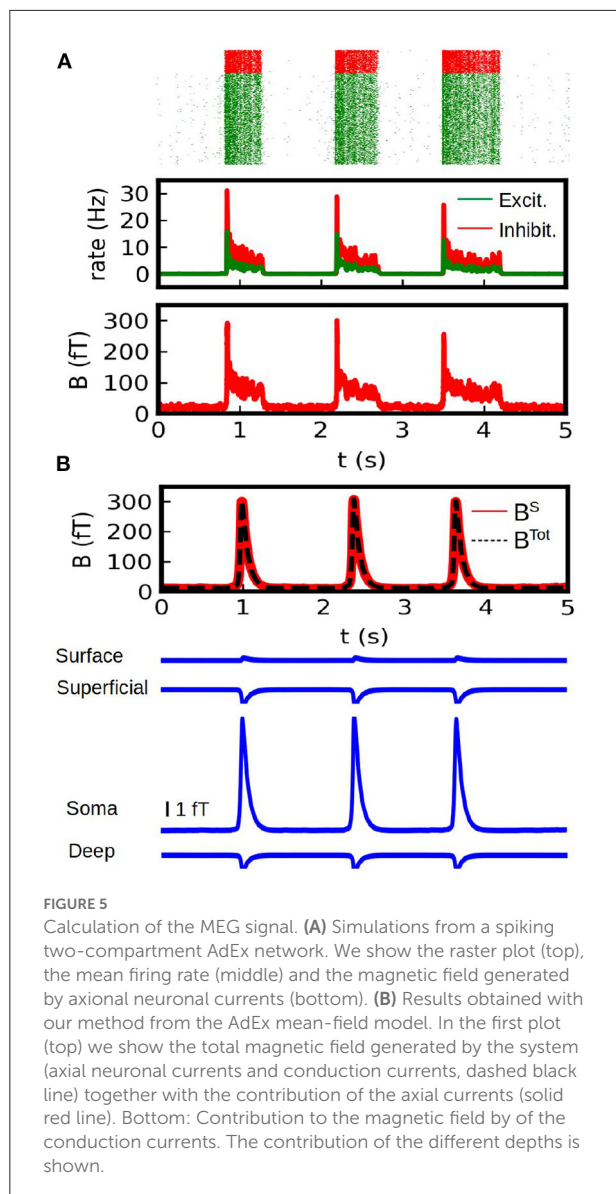 A
rate (Hz)
30
20
10
0
Excit.
Inhibit.
B (fT)
300
200
100
0
0 1 2 3 4 5
t (s)
B
B (fT)
300
200
100
0
B^S
B^Tot
0 1 2 3 4 5
t (s)
Surface
Superficial
Soma
1 fT
Deep
FIGURE 5
Calculation of the MEG signal. (A) Simulations from a spiking
two-compartment AdEx network. We show the raster plot (top),
the mean firing rate (middle) and the magnetic field generated
by axional neuronal currents (bottom). (B) Results obtained with
our method from the AdEx mean-field model. In the first plot
(top) we show the total magnetic field generated by the system
(axial neuronal currents and conduction currents, dashed black
line) together with the contribution of the axial currents (solid
red line). Bottom: Contribution to the magnetic field by of the
conduction currents. The contribution of the different depths is
shown.